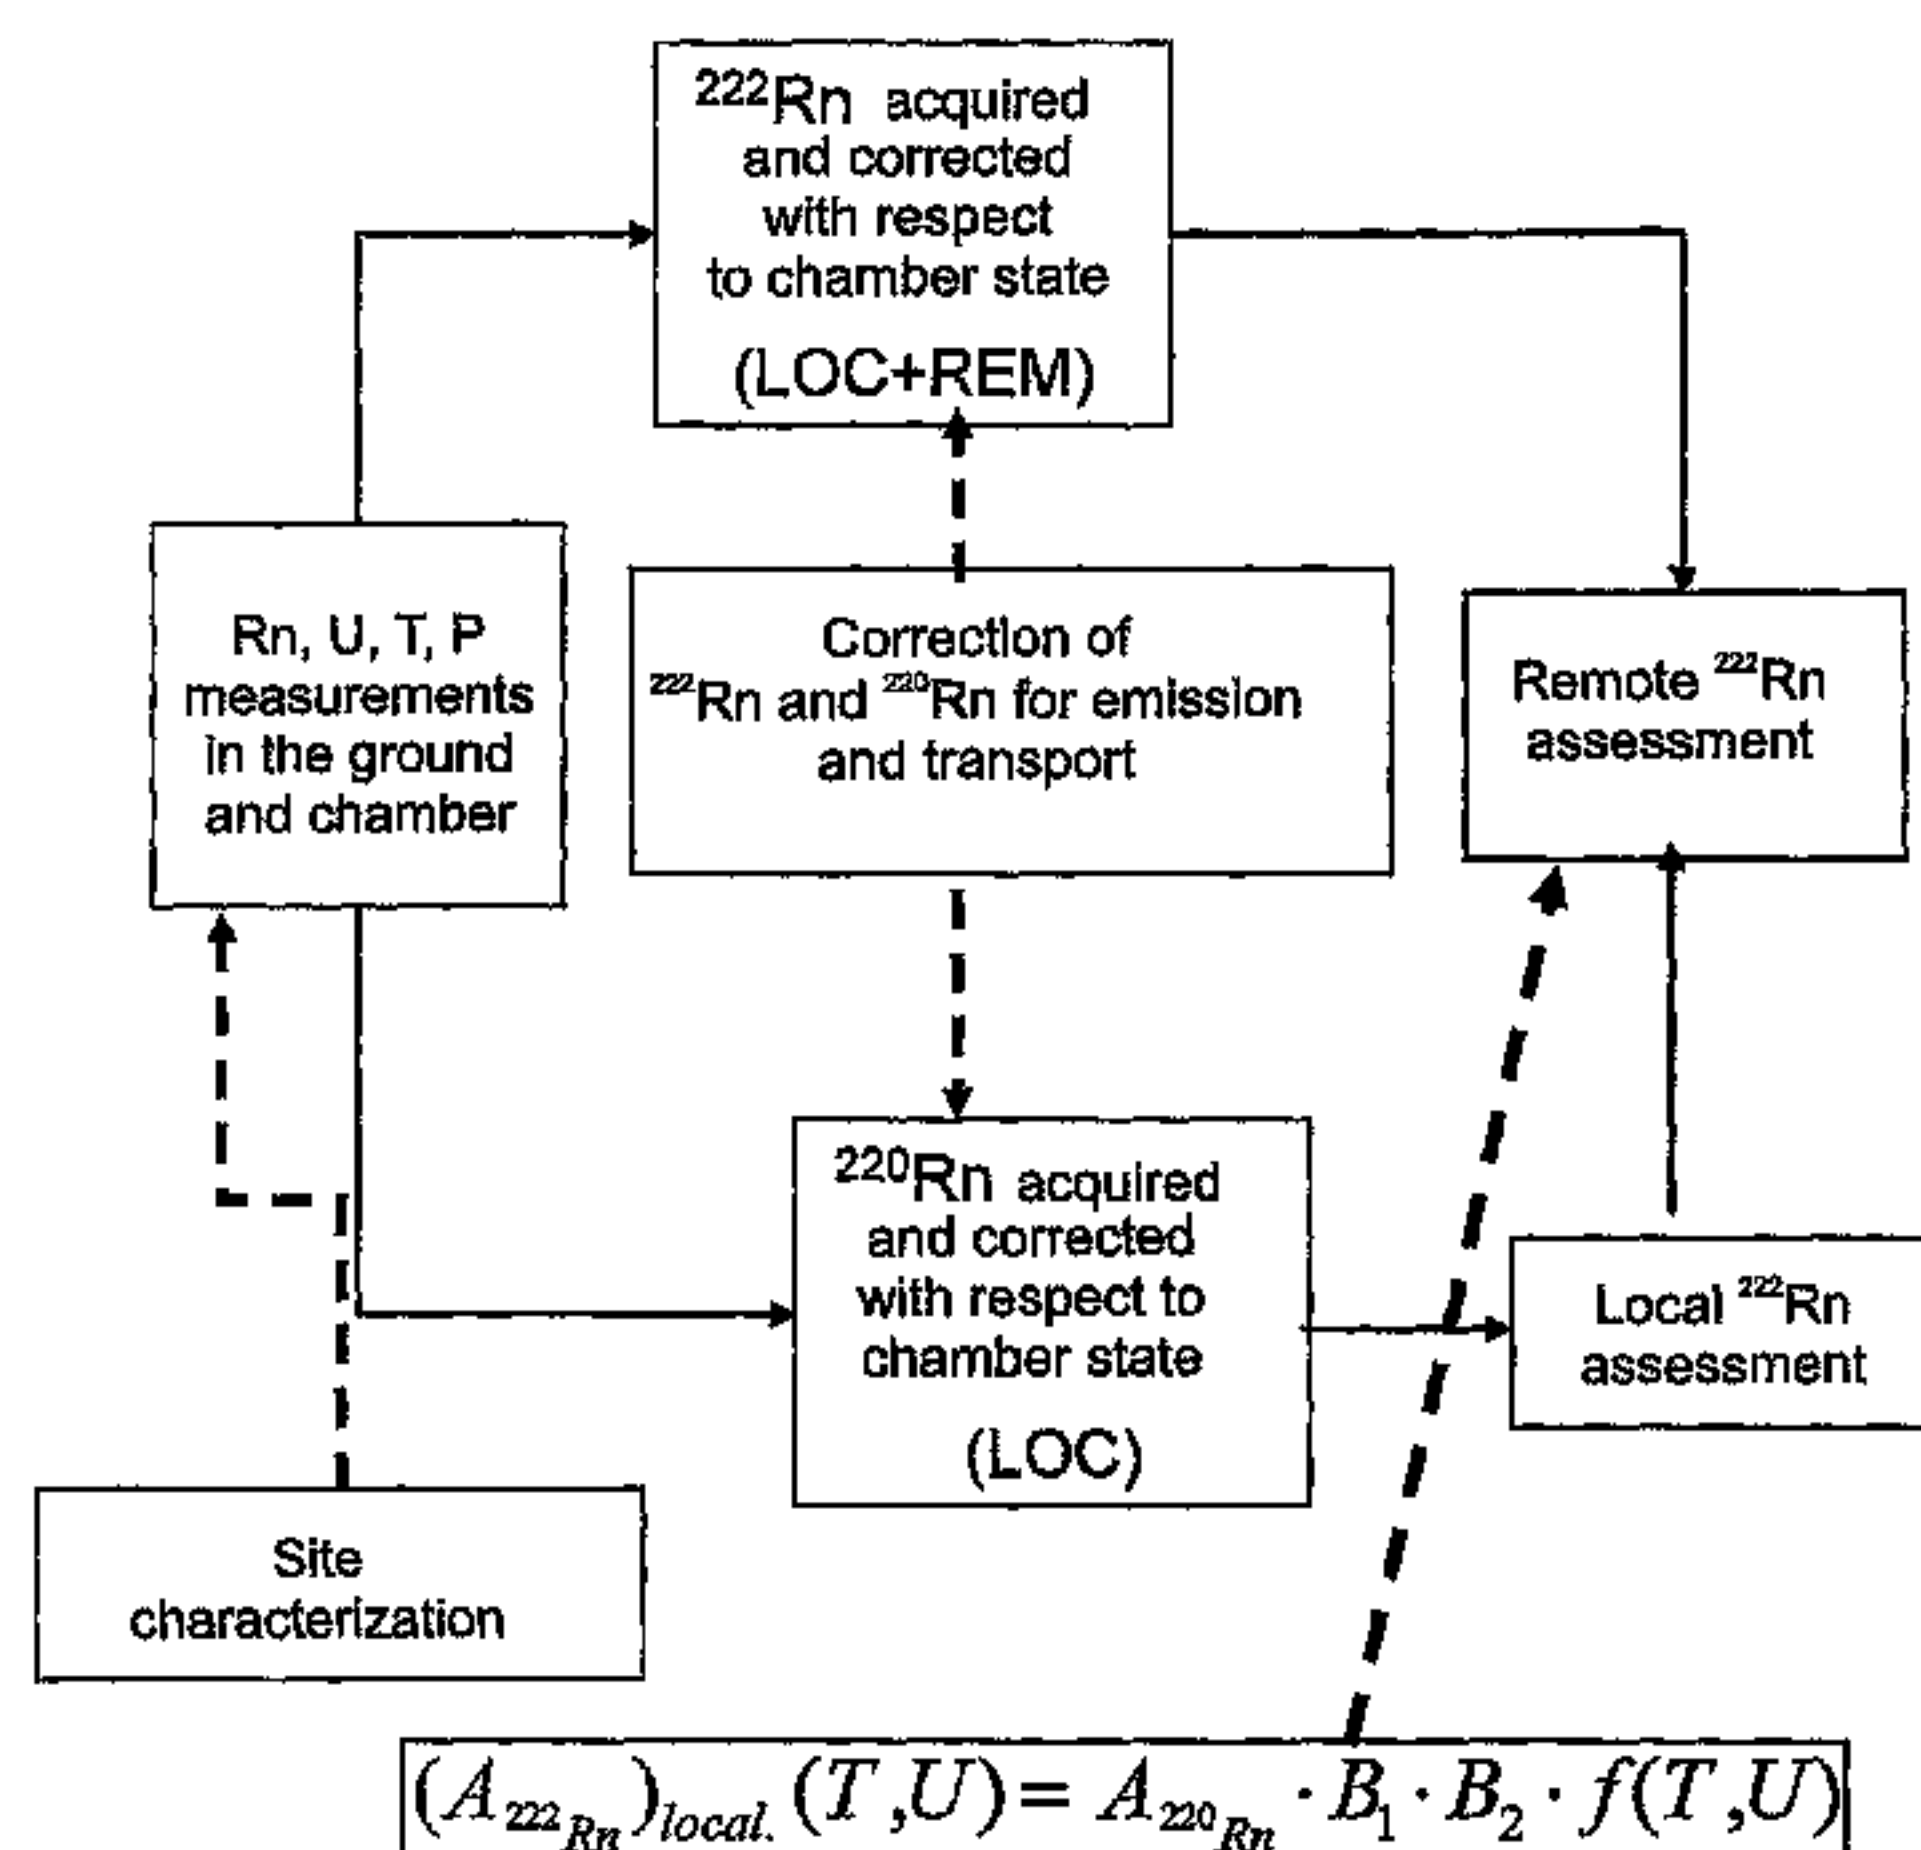 ²²²Rn acquired
and corrected
with respect
to chamber state
(LOC+REM)
Rn, U, T, P
measurements
in the ground
and chamber
Correction of
²²²Rn and ²²⁰Rn for emission
and transport
Remote ²²²Rn
assessment
²²⁰Rn acquired
and corrected
with respect to
chamber state
(LOC)
Local ²²²Rn
assessment
Site
characterization
(A ²²²Rn)local. (T,U) = A ²²⁰Rn · B₁ · B₂ · f(T,U)